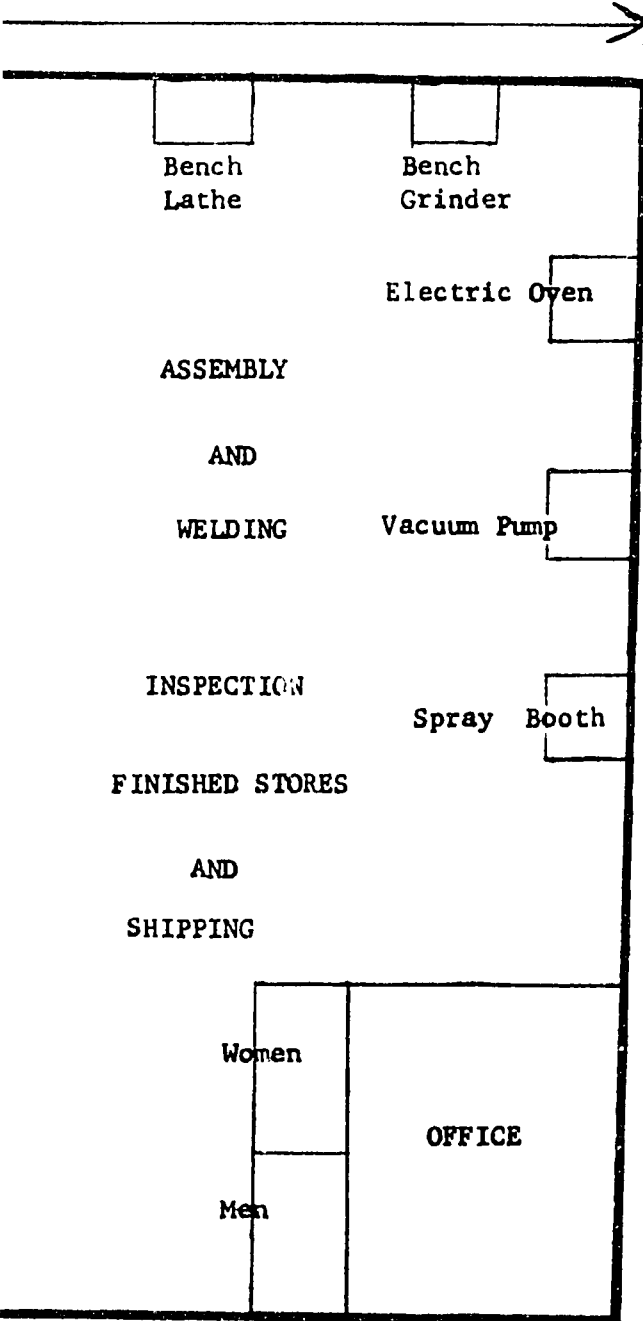 Bench
Lathe
Bench
Grinder
Electric Oven
ASSEMBLY
AND
WELDING
Vacuum Pump
INSPECTION
Spray Booth
FINISHED STORES
AND
SHIPPING
Women
OFFICE
Men